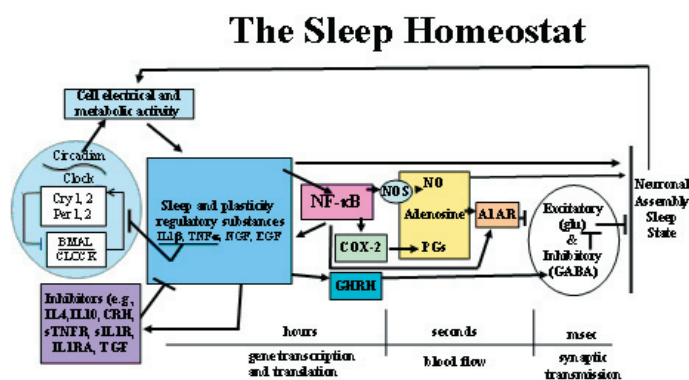 The Sleep Homeostat
Cell electrical and
metabolic activity
Circadian
Clock
Cry 1, 2
Per 1, 2
BMAL
CLOCK
Sleep and plasticity
regulatory substances
IL1β, TNFα, NGF, EGF
Inhibitors (e.g,
IL4,IL10, CRH,
sTNFR, sIL1R,
IL1RA, TGF
NF-κB
NOS
NO
COX-2
Adenosine
PGs
A1AR
GHRH
Excitatory
(glu)
&
Inhibitory
(GABA)
Neuronal
Assembly
Sleep
State
hours
seconds
msec
gene transcription
and translation
blood flow
synaptic
transmission